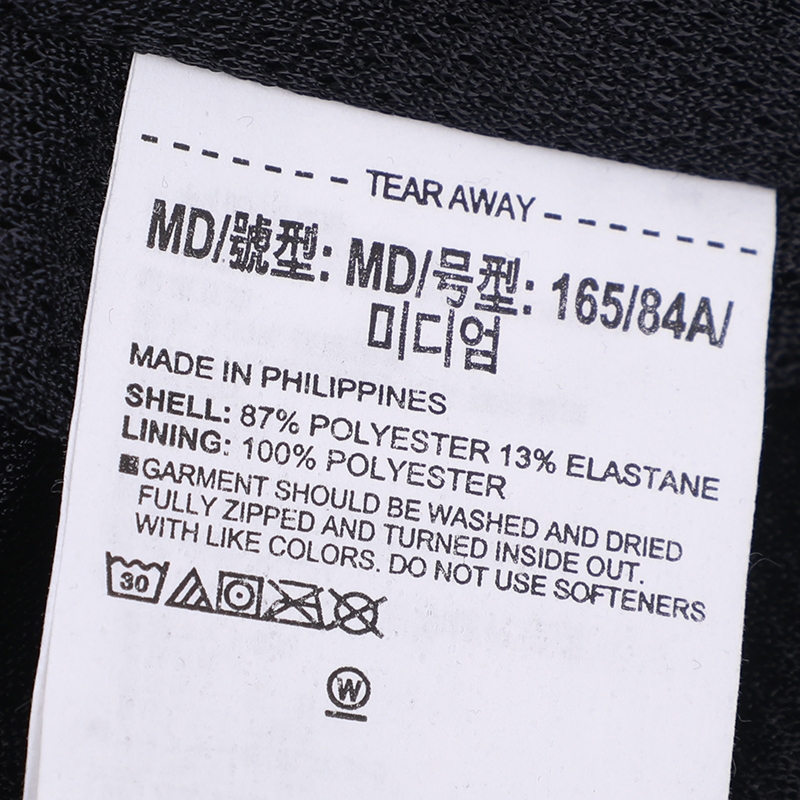 TEAR AWAY
MD/號型: MD/号型: 165/84A/
미디엄
MADE IN PHILIPPINES
SHELL: 87% POLYESTER 13% ELASTANE
LINING: 100% POLYESTER
GARMENT SHOULD BE WASHED AND DRIED
FULLY ZIPPED AND TURNED INSIDE OUT.
WITH LIKE COLORS. DO NOT USE SOFTENERS
30
W